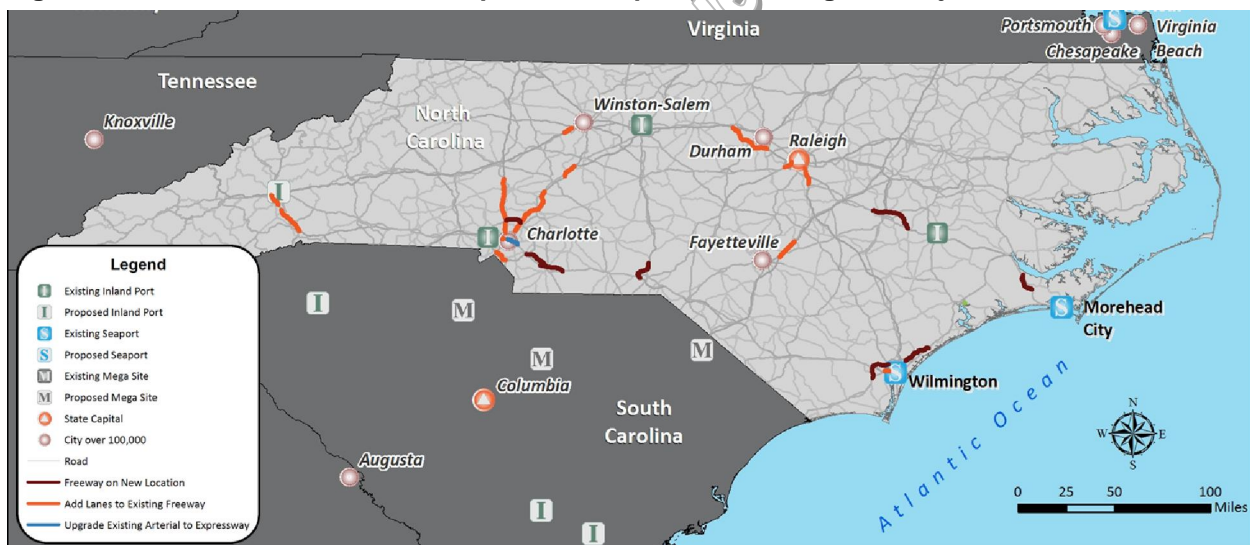 Virginia
Portsmouth
Virginia
Beach
Chesapeake
Tennessee
Knoxville
North
Carolina
Winston-Salem
I
Durham
Raleigh
I
I
Charlotte
Fayetteville
I
S
Morehead
City
S
Wilmington
Legend
I Existing Inland Port
I Proposed Inland Port
S Existing Seaport
S Proposed Seaport
M Existing Mega Site
M Proposed Mega Site
State Capital
City over 100,000
Road
Freeway on New Location
Add Lanes to Existing Freeway
Upgrade Existing Arterial to Expressway
I
M
M
M
Columbia
South
Carolina
Augusta
I
I
Atlantic Ocean
N
W E
S
0 25 50 100
Miles